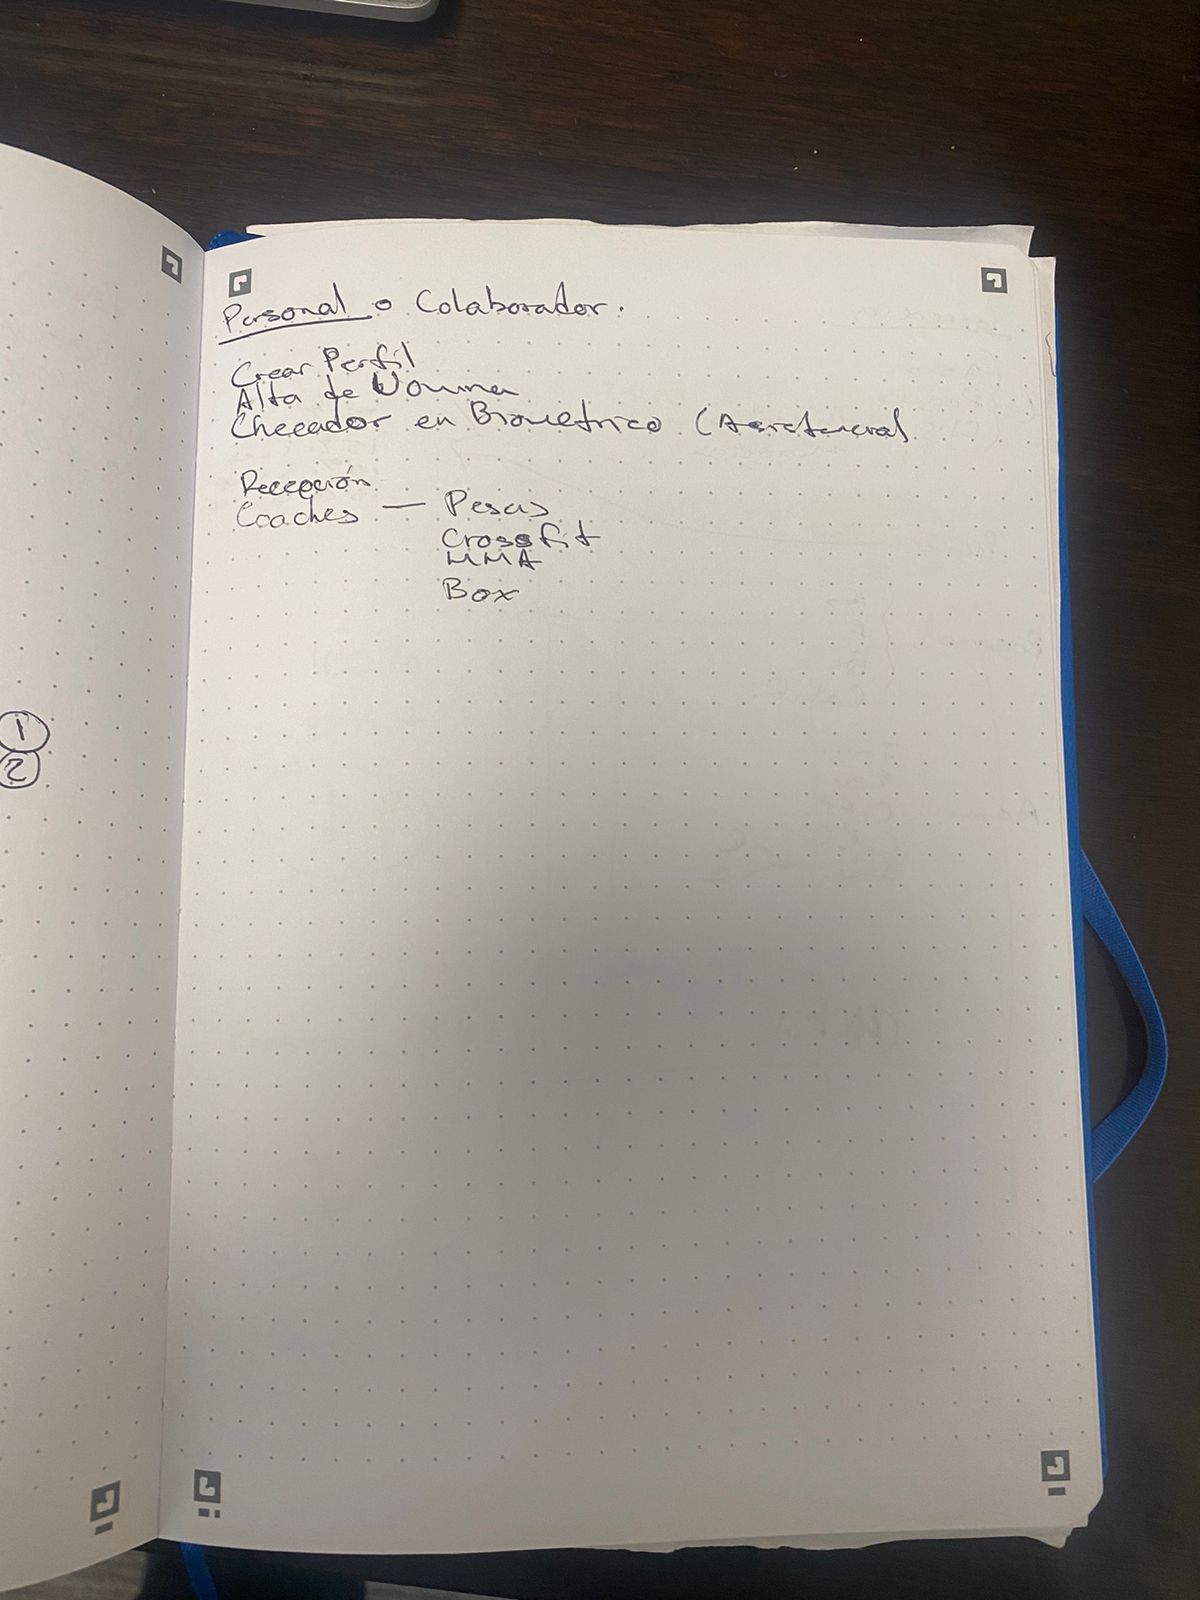 Personal o Colaborador.
Crear Perfil
Alta de Nomina
Checador en Biometrico (Asistencia)
Recepción
Coaches — Pesas
Crossfit
MMA
Box
1
2